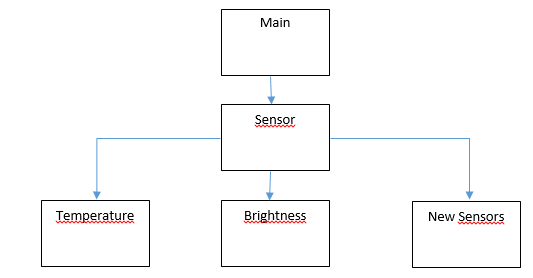 Main
Sensor
Temperature
Brightness
New Sensors